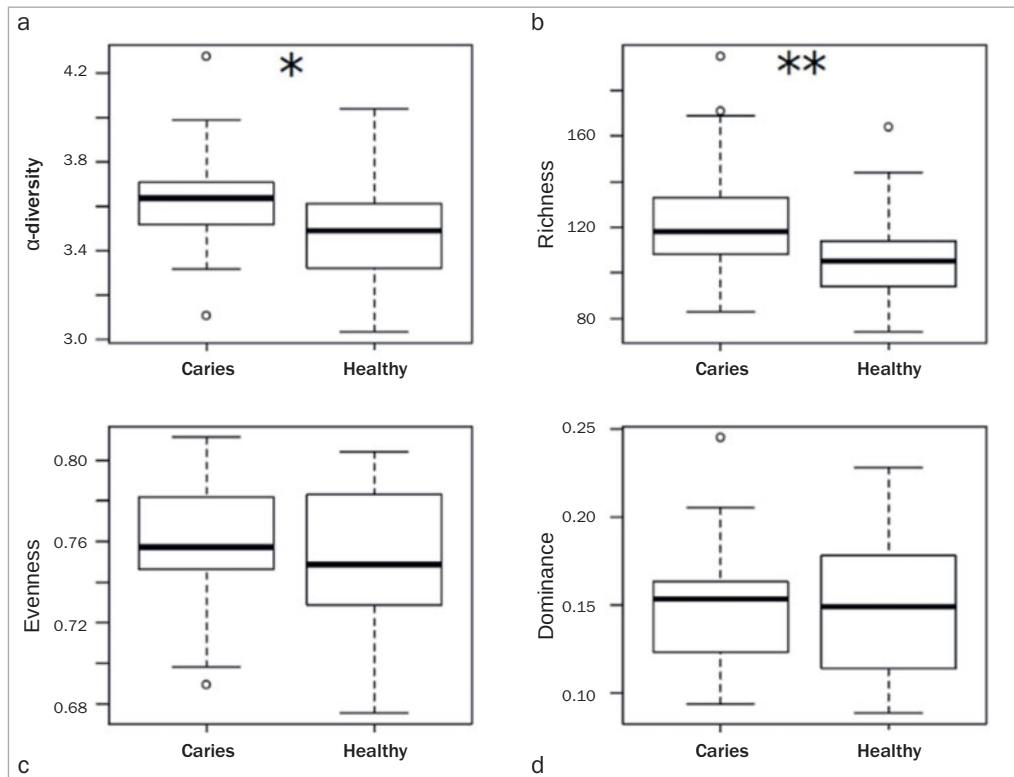 a
*
4.2
3.8
3.4
3.0
α-diversity
Caries Healthy
b
**
160
120
80
Richness
Caries Healthy
0.80
0.76
0.72
0.68
Evenness
Caries Healthy
c
0.25
0.20
0.15
0.10
Dominance
Caries Healthy
d